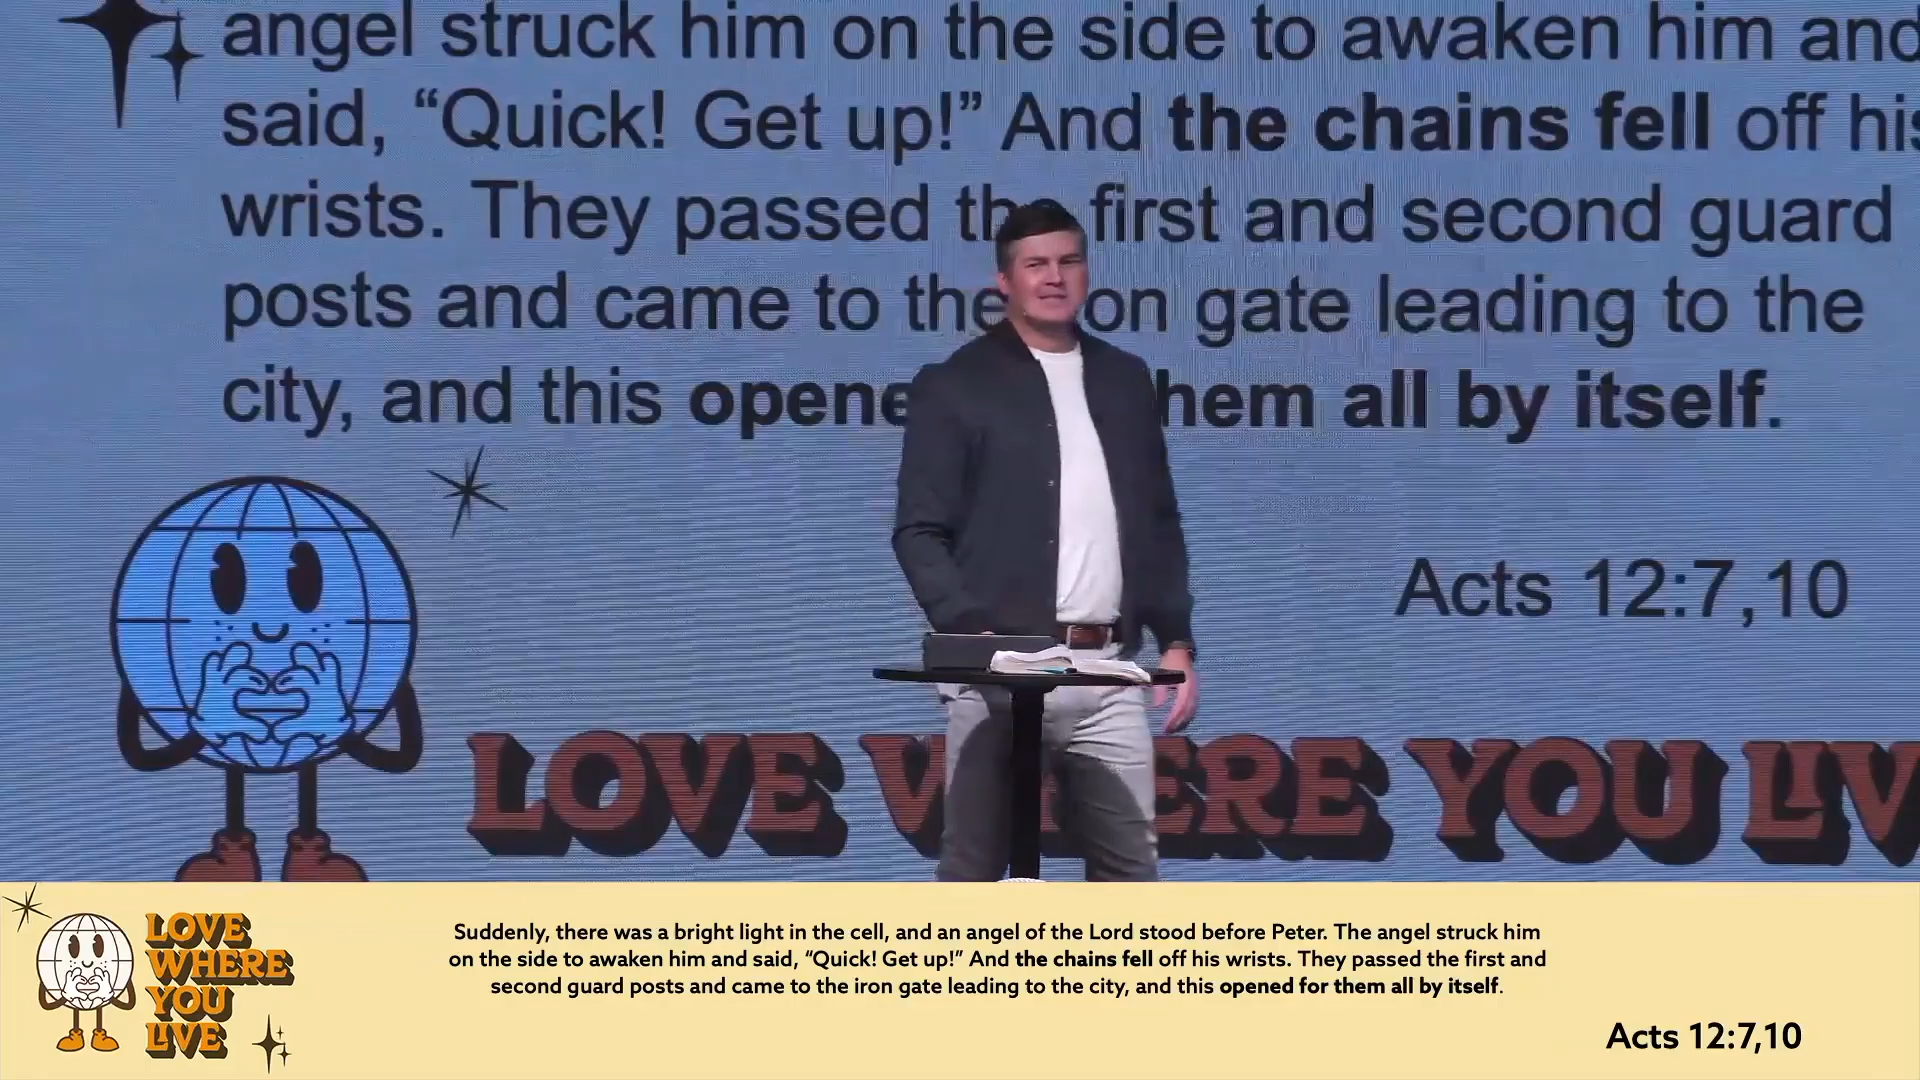 angel struck him on the side to awaken him and
said, “Quick! Get up!” And the chains fell off his
wrists. They passed the first and second guard
posts and came to the iron gate leading to the
city, and this opene hem all by itself.
Acts 12:7,10
LOVE WHERE YOU LIV
LOVE
WHERE
YOU
LIVE
Suddenly, there was a bright light in the cell, and an angel of the Lord stood before Peter. The angel struck him
on the side to awaken him and said, “Quick! Get up!” And the chains fell off his wrists. They passed the first and
second guard posts and came to the iron gate leading to the city, and this opened for them all by itself.
Acts 12:7,10